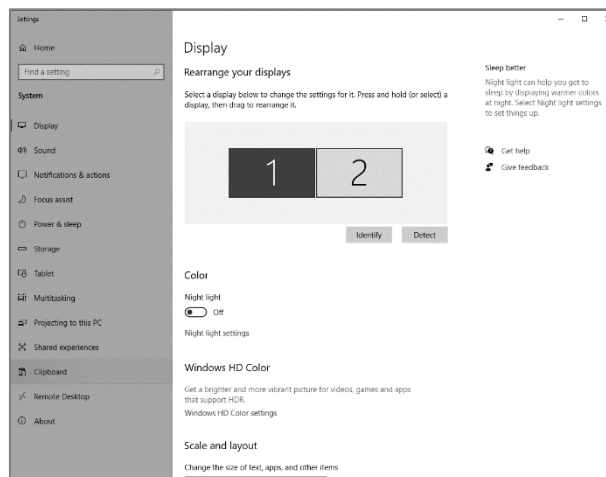 Settings
Home
Find a setting
System
Display
Sound
Notifications & actions
Focus assist
Power & sleep
Storage
Tablet
Multitasking
Projecting to this PC
Shared experiences
Clipboard
Remote Desktop
About
Display
Rearrange your displays
Select a display below to change the settings for it. Press and hold (or select) a
display, then drag to rearrange it.
1
2
Identify
Detect
Color
Night light
Off
Night light settings
Windows HD Color
Get a brighter and more vibrant picture for videos, games and apps
that support HDR.
Windows HD Color settings
Scale and layout
Change the size of text, apps, and other items
Sleep better
Night light can help you get to
sleep by displaying warmer colors
at night. Select Night light settings
to set things up.
Get help
Give feedback